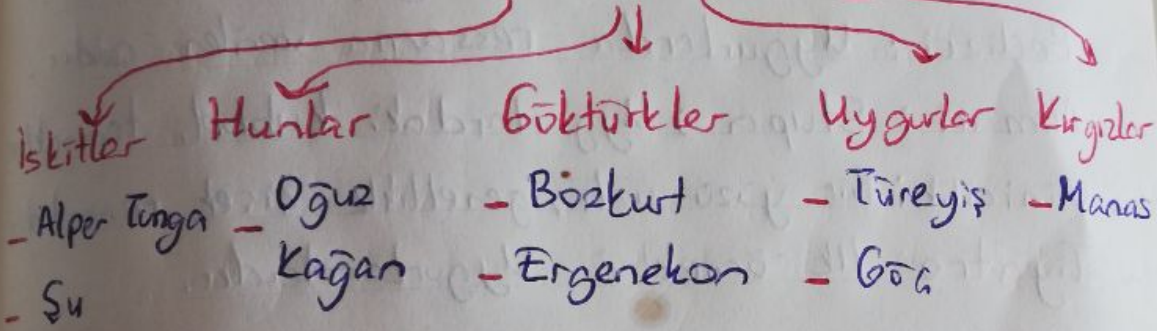 İskitler Hunlar Göktürkler Uygurlar Kırgızlar
- Alper Tunga - Oğuz - Bozkurt - Türeyiş - Manas
Kağan - Ergenekon - Göç
- Şu